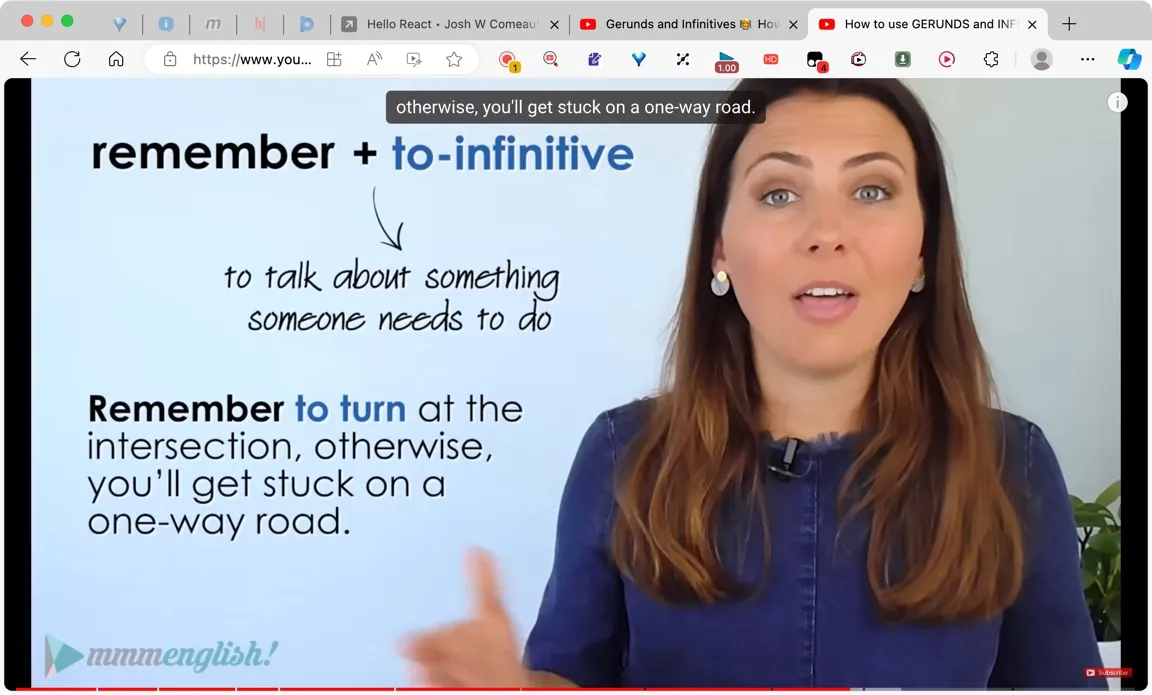 Hello React • Josh W Comeau'
Gerunds and Infinitives 🐯 How
How to use GERUNDS and INF
https://www.you...
1
1.00
HD
4
otherwise, you'll get stuck on a one-way road.
remember + to-infinitive
to talk about something
someone needs to do
Remember to turn at the
intersection, otherwise,
you'll get stuck on a
one-way road.
mmmenglish!
Subscribe